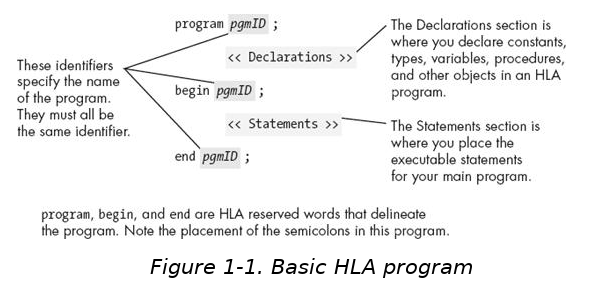 program pgmID ;
<< Declarations >>
begin pgmID ;
<< Statements >>
end pgmID ;
These identifiers
specify the name
of the program.
They must all be
the same identifier.
The Declarations section is
where you declare constants,
types, variables, procedures,
and other objects in an HLA
program.
The Statements section is
where you place the
executable statements
for your main program.
program, begin, and end are HLA reserved words that delineate
the program. Note the placement of the semicolons in this program.
Figure 1-1. Basic HLA program